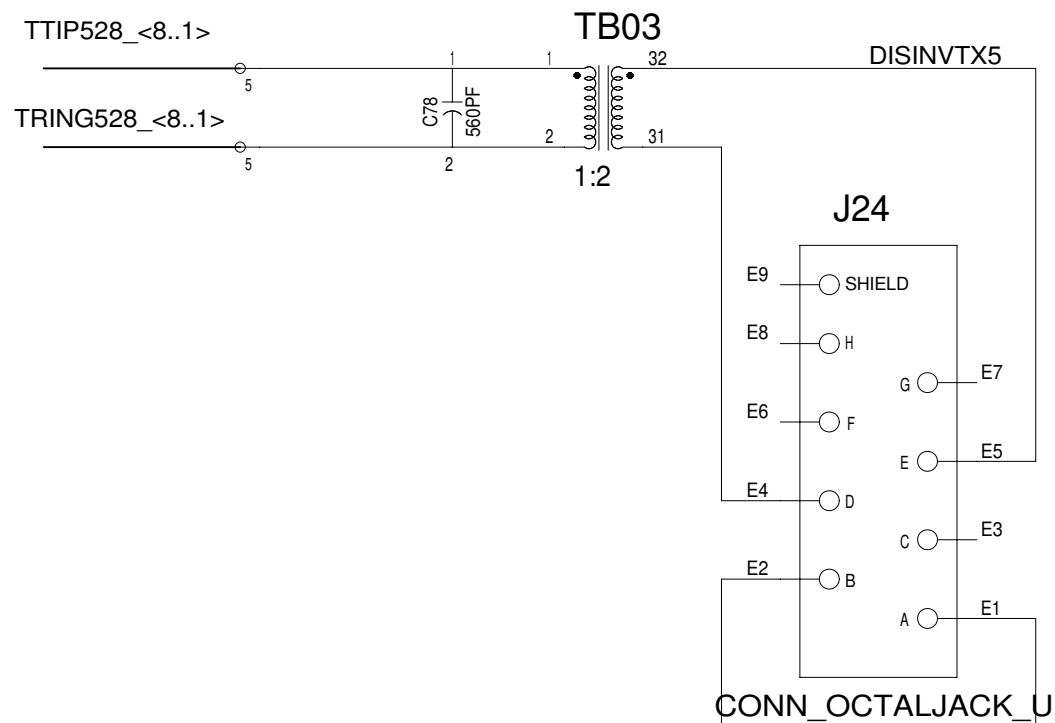 TTIP528_<8..1>
TB03
1
1
32
DISINVTX5
5
C78
560PF
TRING528_<8..1>
2
31
5
2
1:2
J24
E9
SHIELD
E8
H
G
E7
E6
F
E
E5
E4
D
C
E3
E2
B
A
E1
CONN_OCTALJACK_U